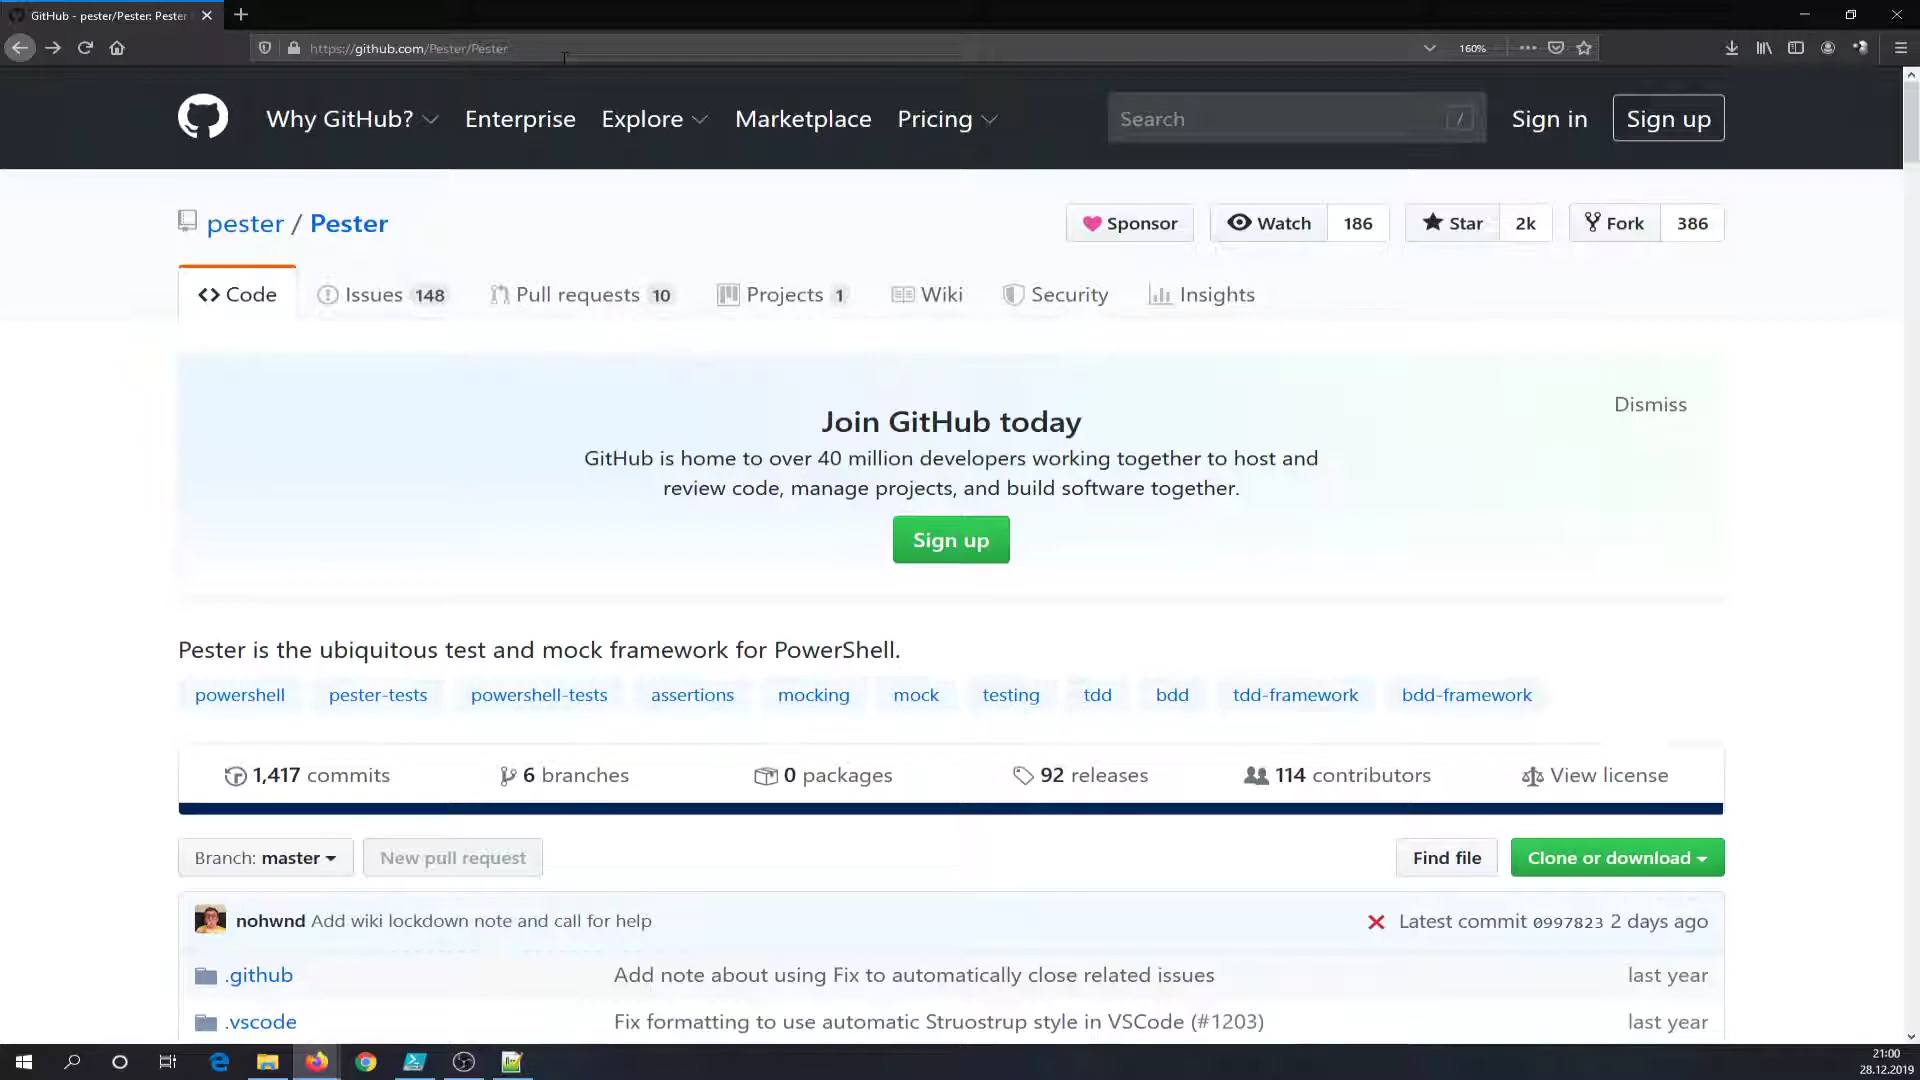 GitHub - pester/Pester: Pester
https://github.com/Pester/Pester
160%
Why GitHub? Enterprise Explore Marketplace Pricing
Search /
Sign in
Sign up
pester / Pester
Sponsor
Watch 186
Star 2k
Fork 386
Code
Issues 148
Pull requests 10
Projects 1
Wiki
Security
Insights
Dismiss
Join GitHub today
GitHub is home to over 40 million developers working together to host and
review code, manage projects, and build software together.
Sign up
Pester is the ubiquitous test and mock framework for PowerShell.
powershell pester-tests powershell-tests assertions mocking mock testing tdd bdd tdd-framework bdd-framework
1,417 commits 6 branches 0 packages 92 releases 114 contributors View license
Branch: master New pull request Find file Clone or download
nohwnd Add wiki lockdown note and call for help Latest commit 0997823 2 days ago
.github Add note about using Fix to automatically close related issues last year
.vscode Fix formatting to use automatic Struostrup style in VSCode (#1203) last year
21:00
28.12.2019